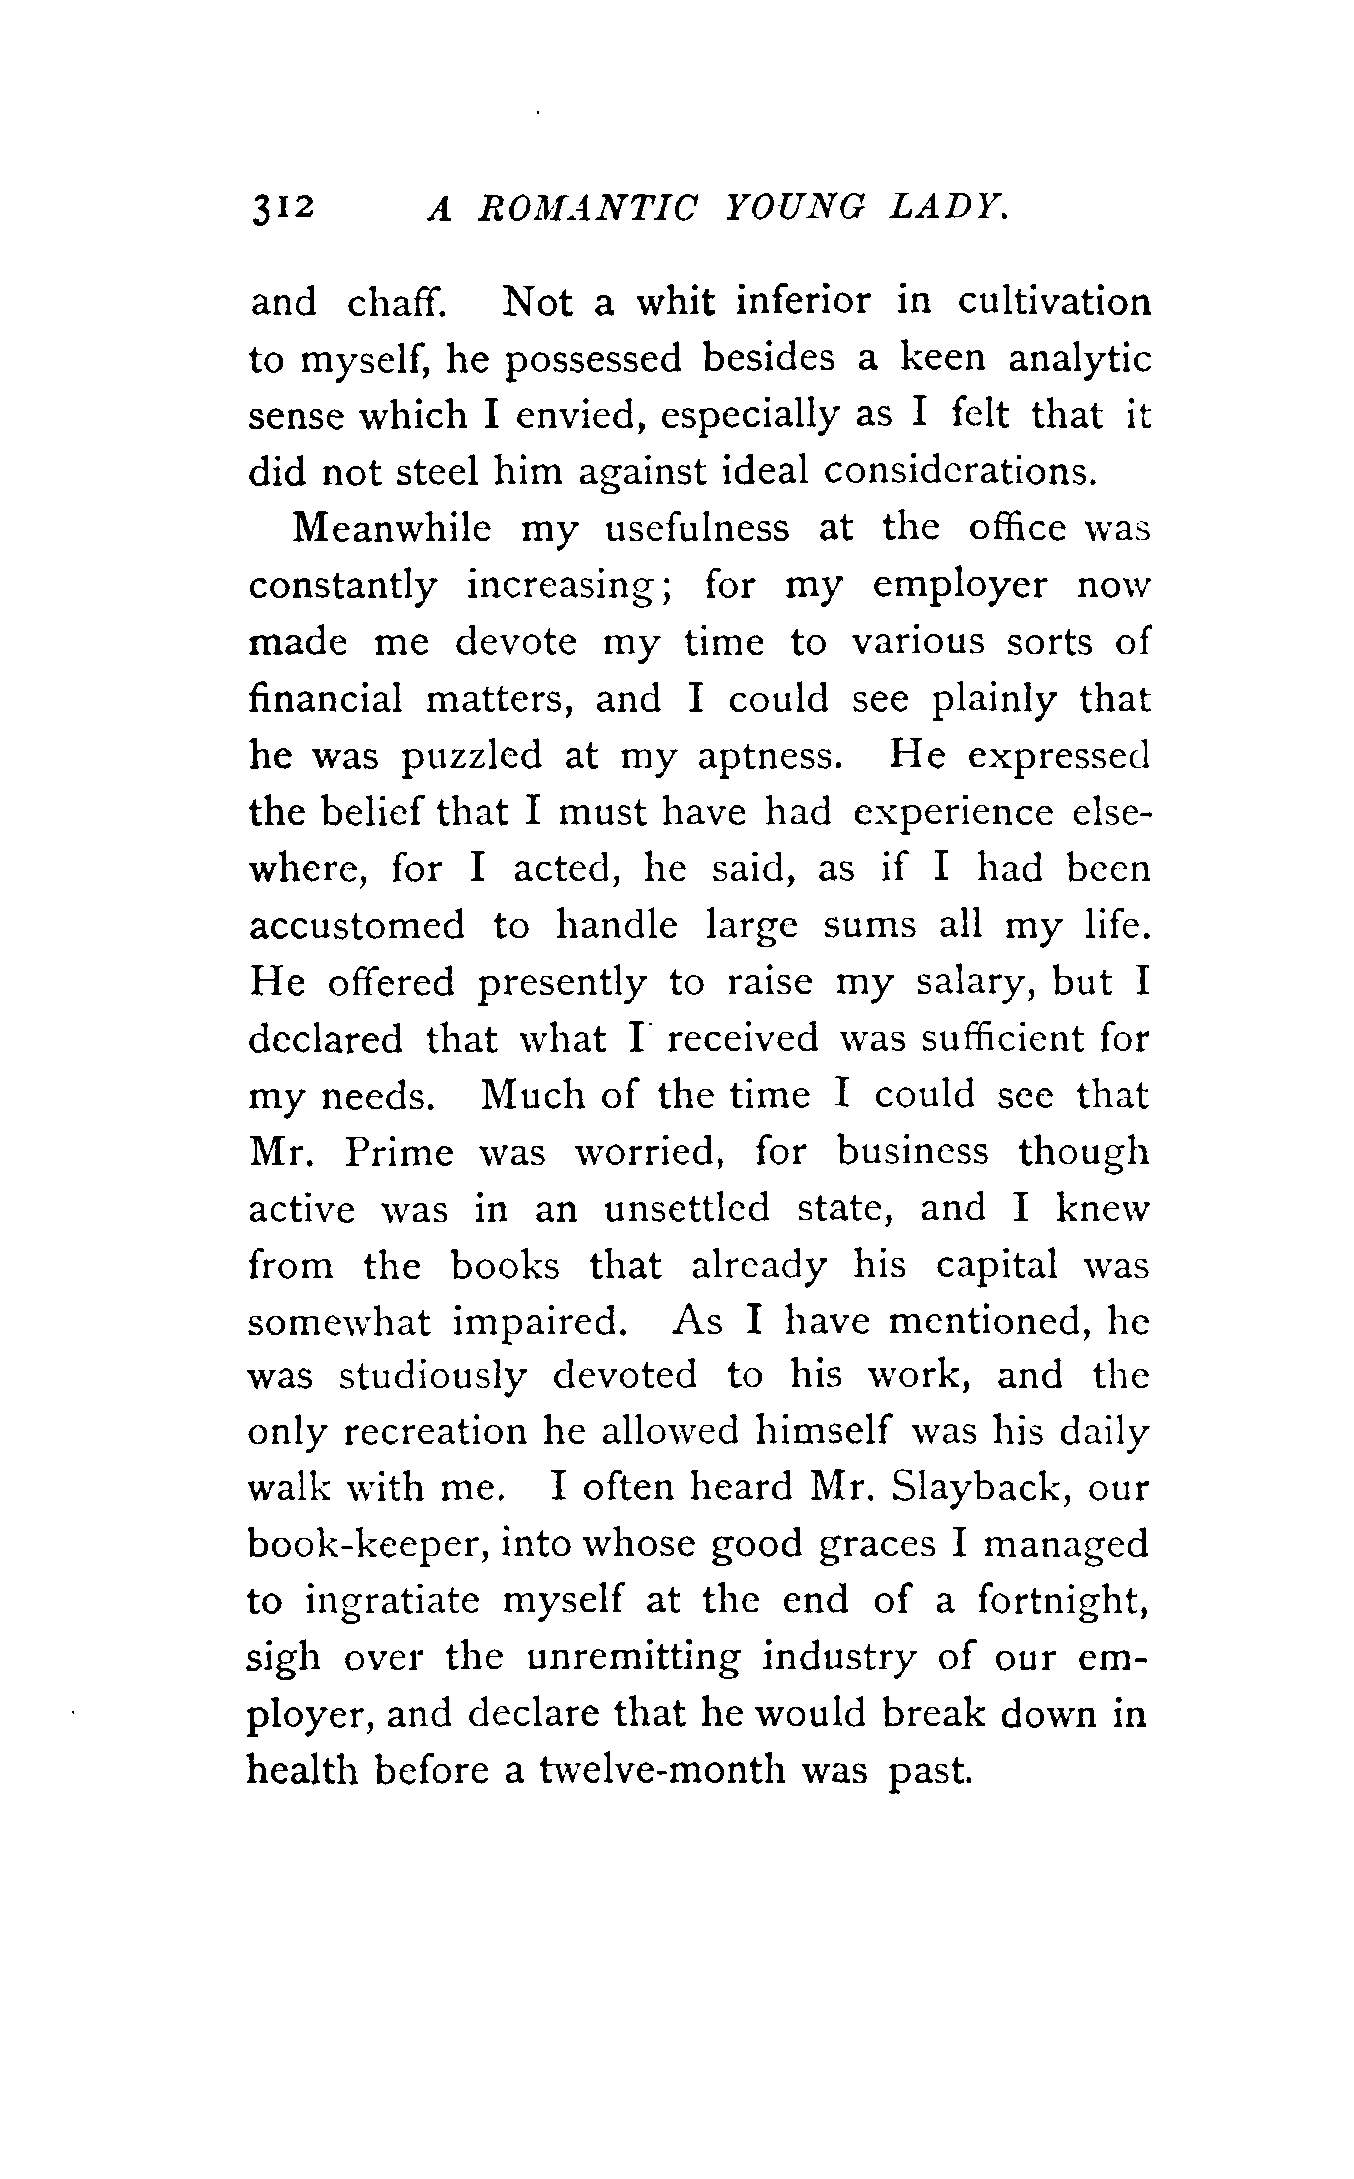 312 A ROMANTIC YOUNG LADY.
and chaff. Not a whit inferior in cultivation
to myself, he possessed besides a keen analytic
sense which I envied, especially as I felt that it
did not steel him against ideal considerations.
Meanwhile my usefulness at the office was
constantly increasing; for my employer now
made me devote my time to various sorts of
financial matters, and I could see plainly that
he was puzzled at my aptness. He expressed
the belief that I must have had experience else-
where, for I acted, he said, as if I had been
accustomed to handle large sums all my life.
He offered presently to raise my salary, but I
declared that what I received was sufficient for
my needs. Much of the time I could see that
Mr. Prime was worried, for business though
active was in an unsettled state, and I knew
from the books that already his capital was
somewhat impaired. As I have mentioned, he
was studiously devoted to his work, and the
only recreation he allowed himself was his daily
walk with me. I often heard Mr. Slayback, our
book-keeper, into whose good graces I managed
to ingratiate myself at the end of a fortnight,
sigh over the unremitting industry of our em-
ployer, and declare that he would break down in
health before a twelve-month was past.